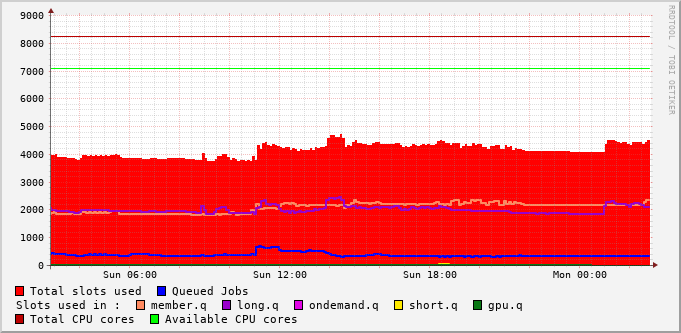 9000
8000
7000
6000
5000
4000
3000
2000
1000
0
Sun 06:00 Sun 12:00 Sun 18:00 Mon 00:00
RRDTOOL / TOBI OETIKER
Total slots used Queued Jobs
Slots used in : member.q long.q ondemand.q short.q gpu.q
Total CPU cores Available CPU cores